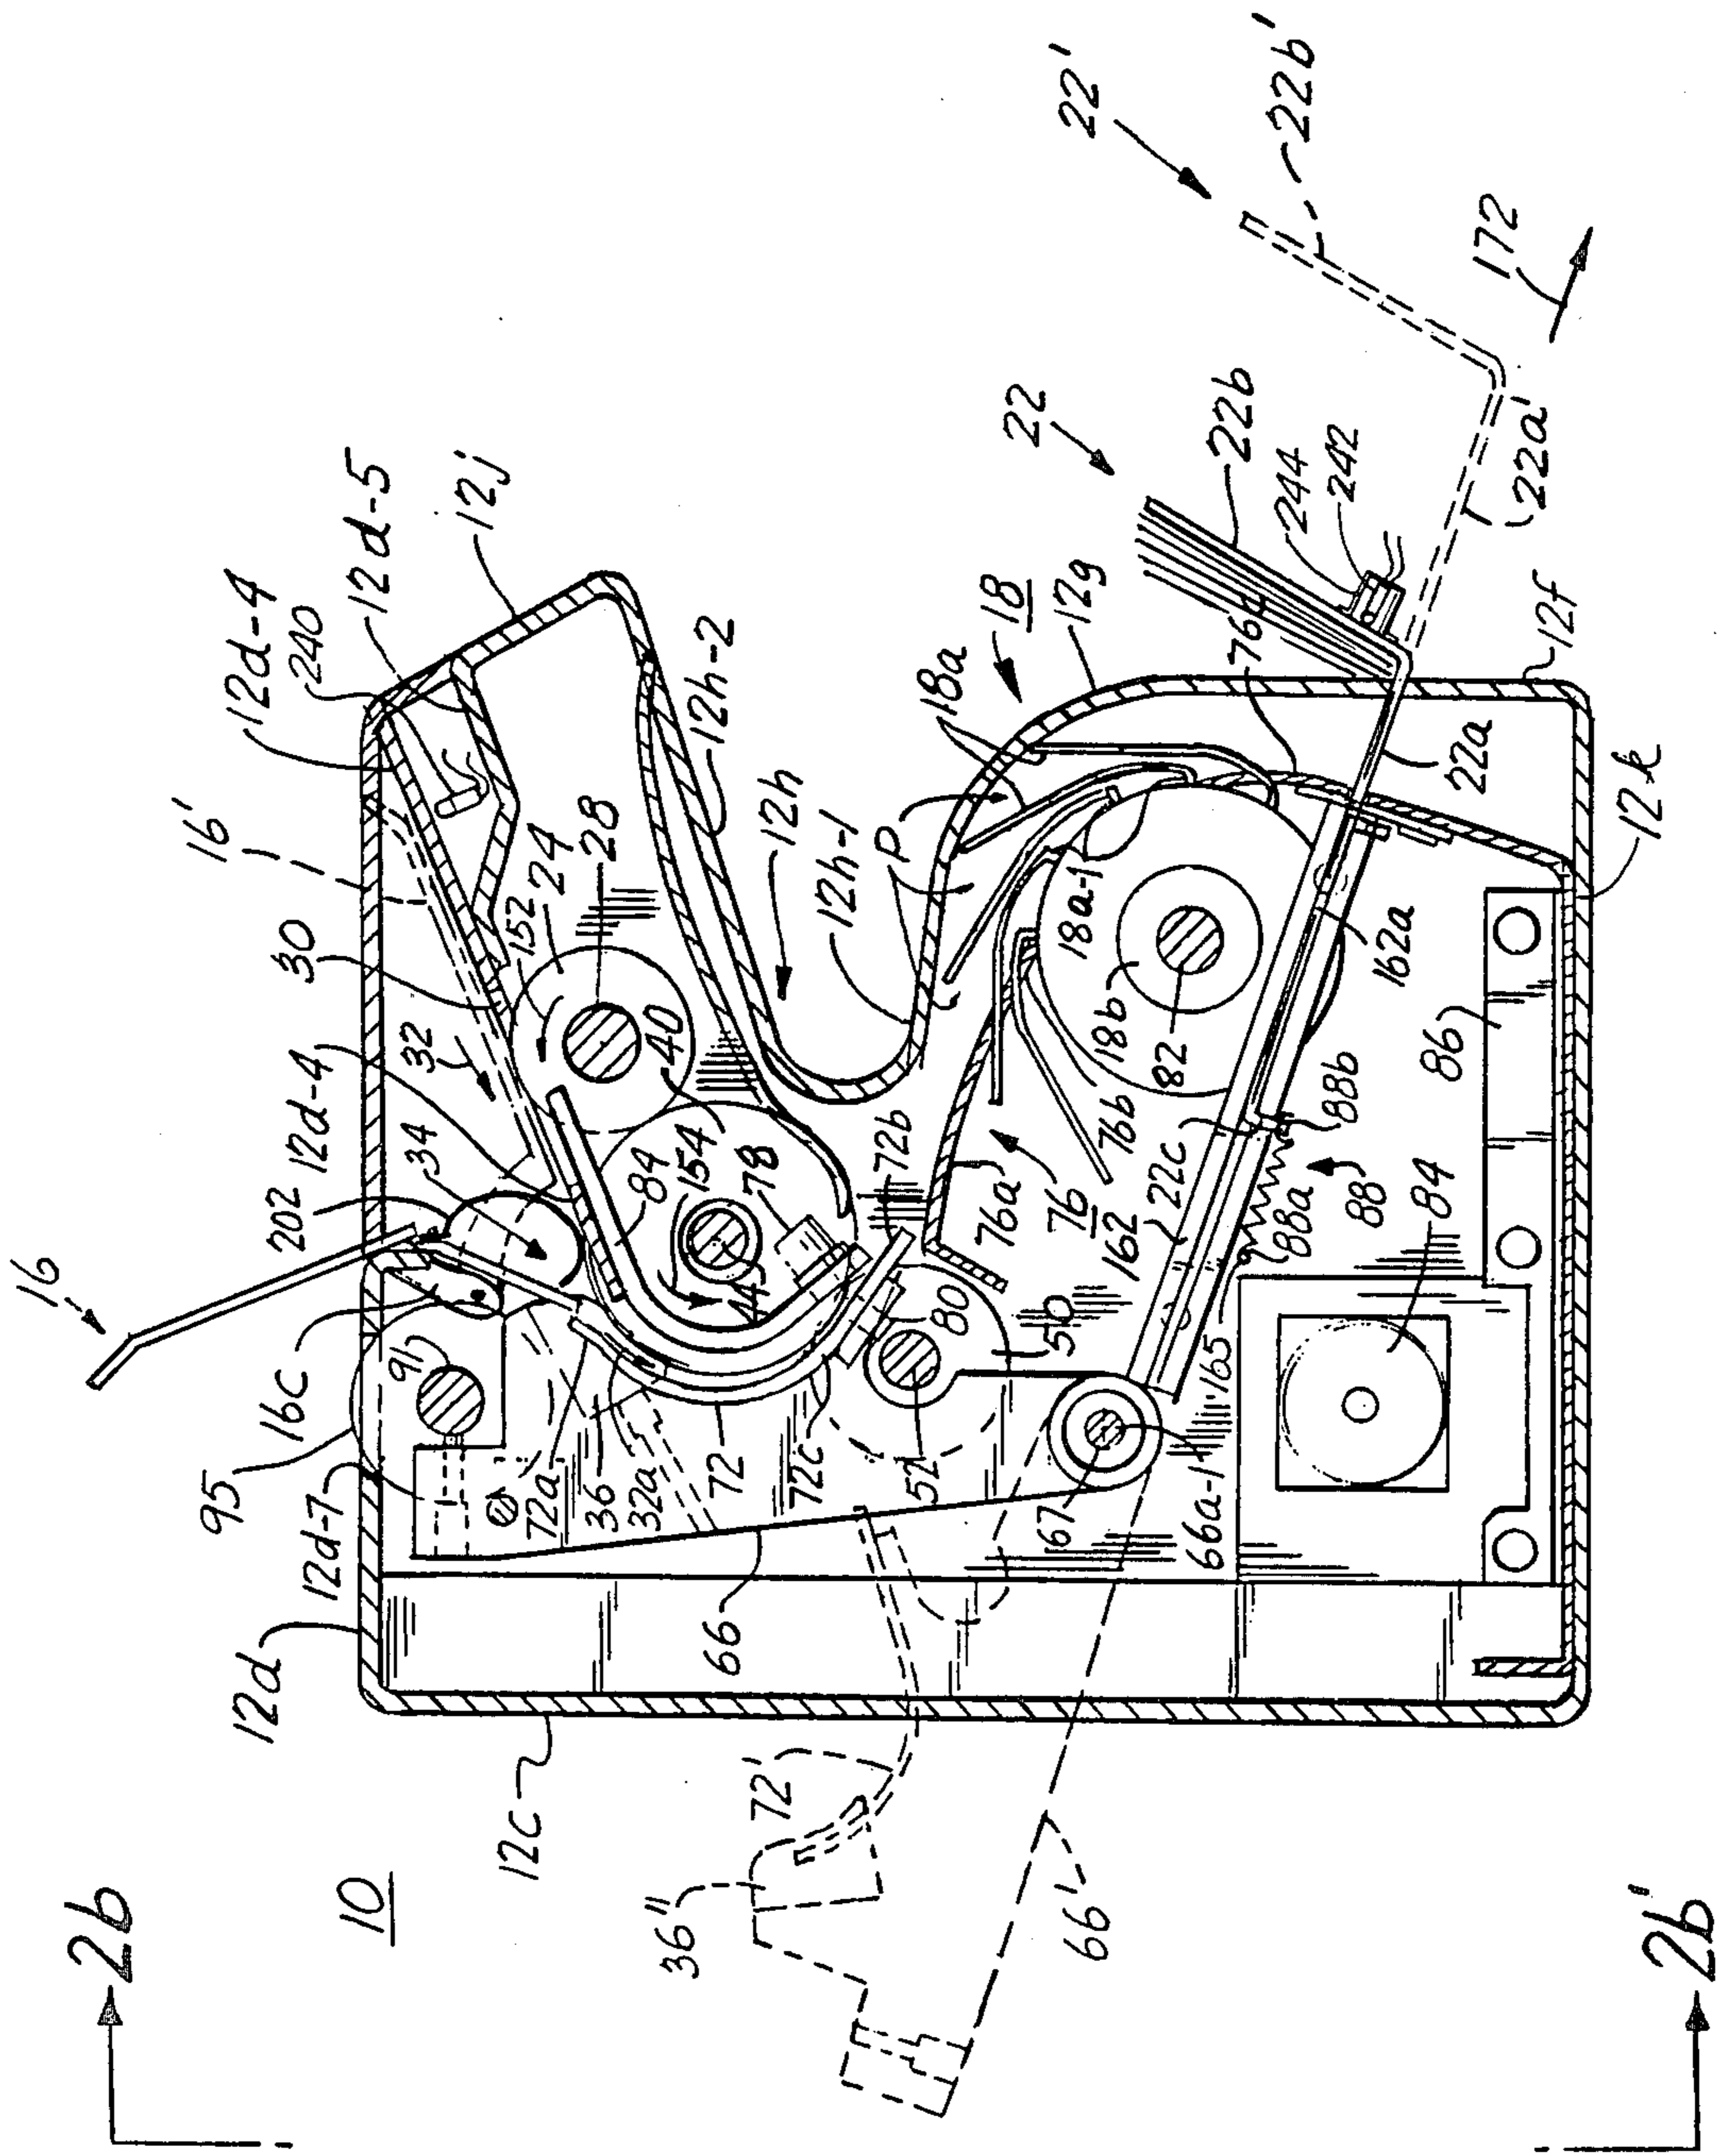 2b
10
12c
12d
12d-7
95
16c
16
202
34
12d-4
32
30
16'
12d-4
240
12d-5
12j
91
72a
36
32a
72
72c
66
72'
36"
66'
152
24
28
40
84
154
78
44
72b
12h-2
12h
12h-1
P
18a
18
12g
76a
76
76b
18a-1
18b
82
80
50
52
67
66a-1
165
162
22c
88a
88b
88
84
86
162a
22a
12k
12f
76d
22
22b
244
242
22a'
22'
22b'
172
2b'